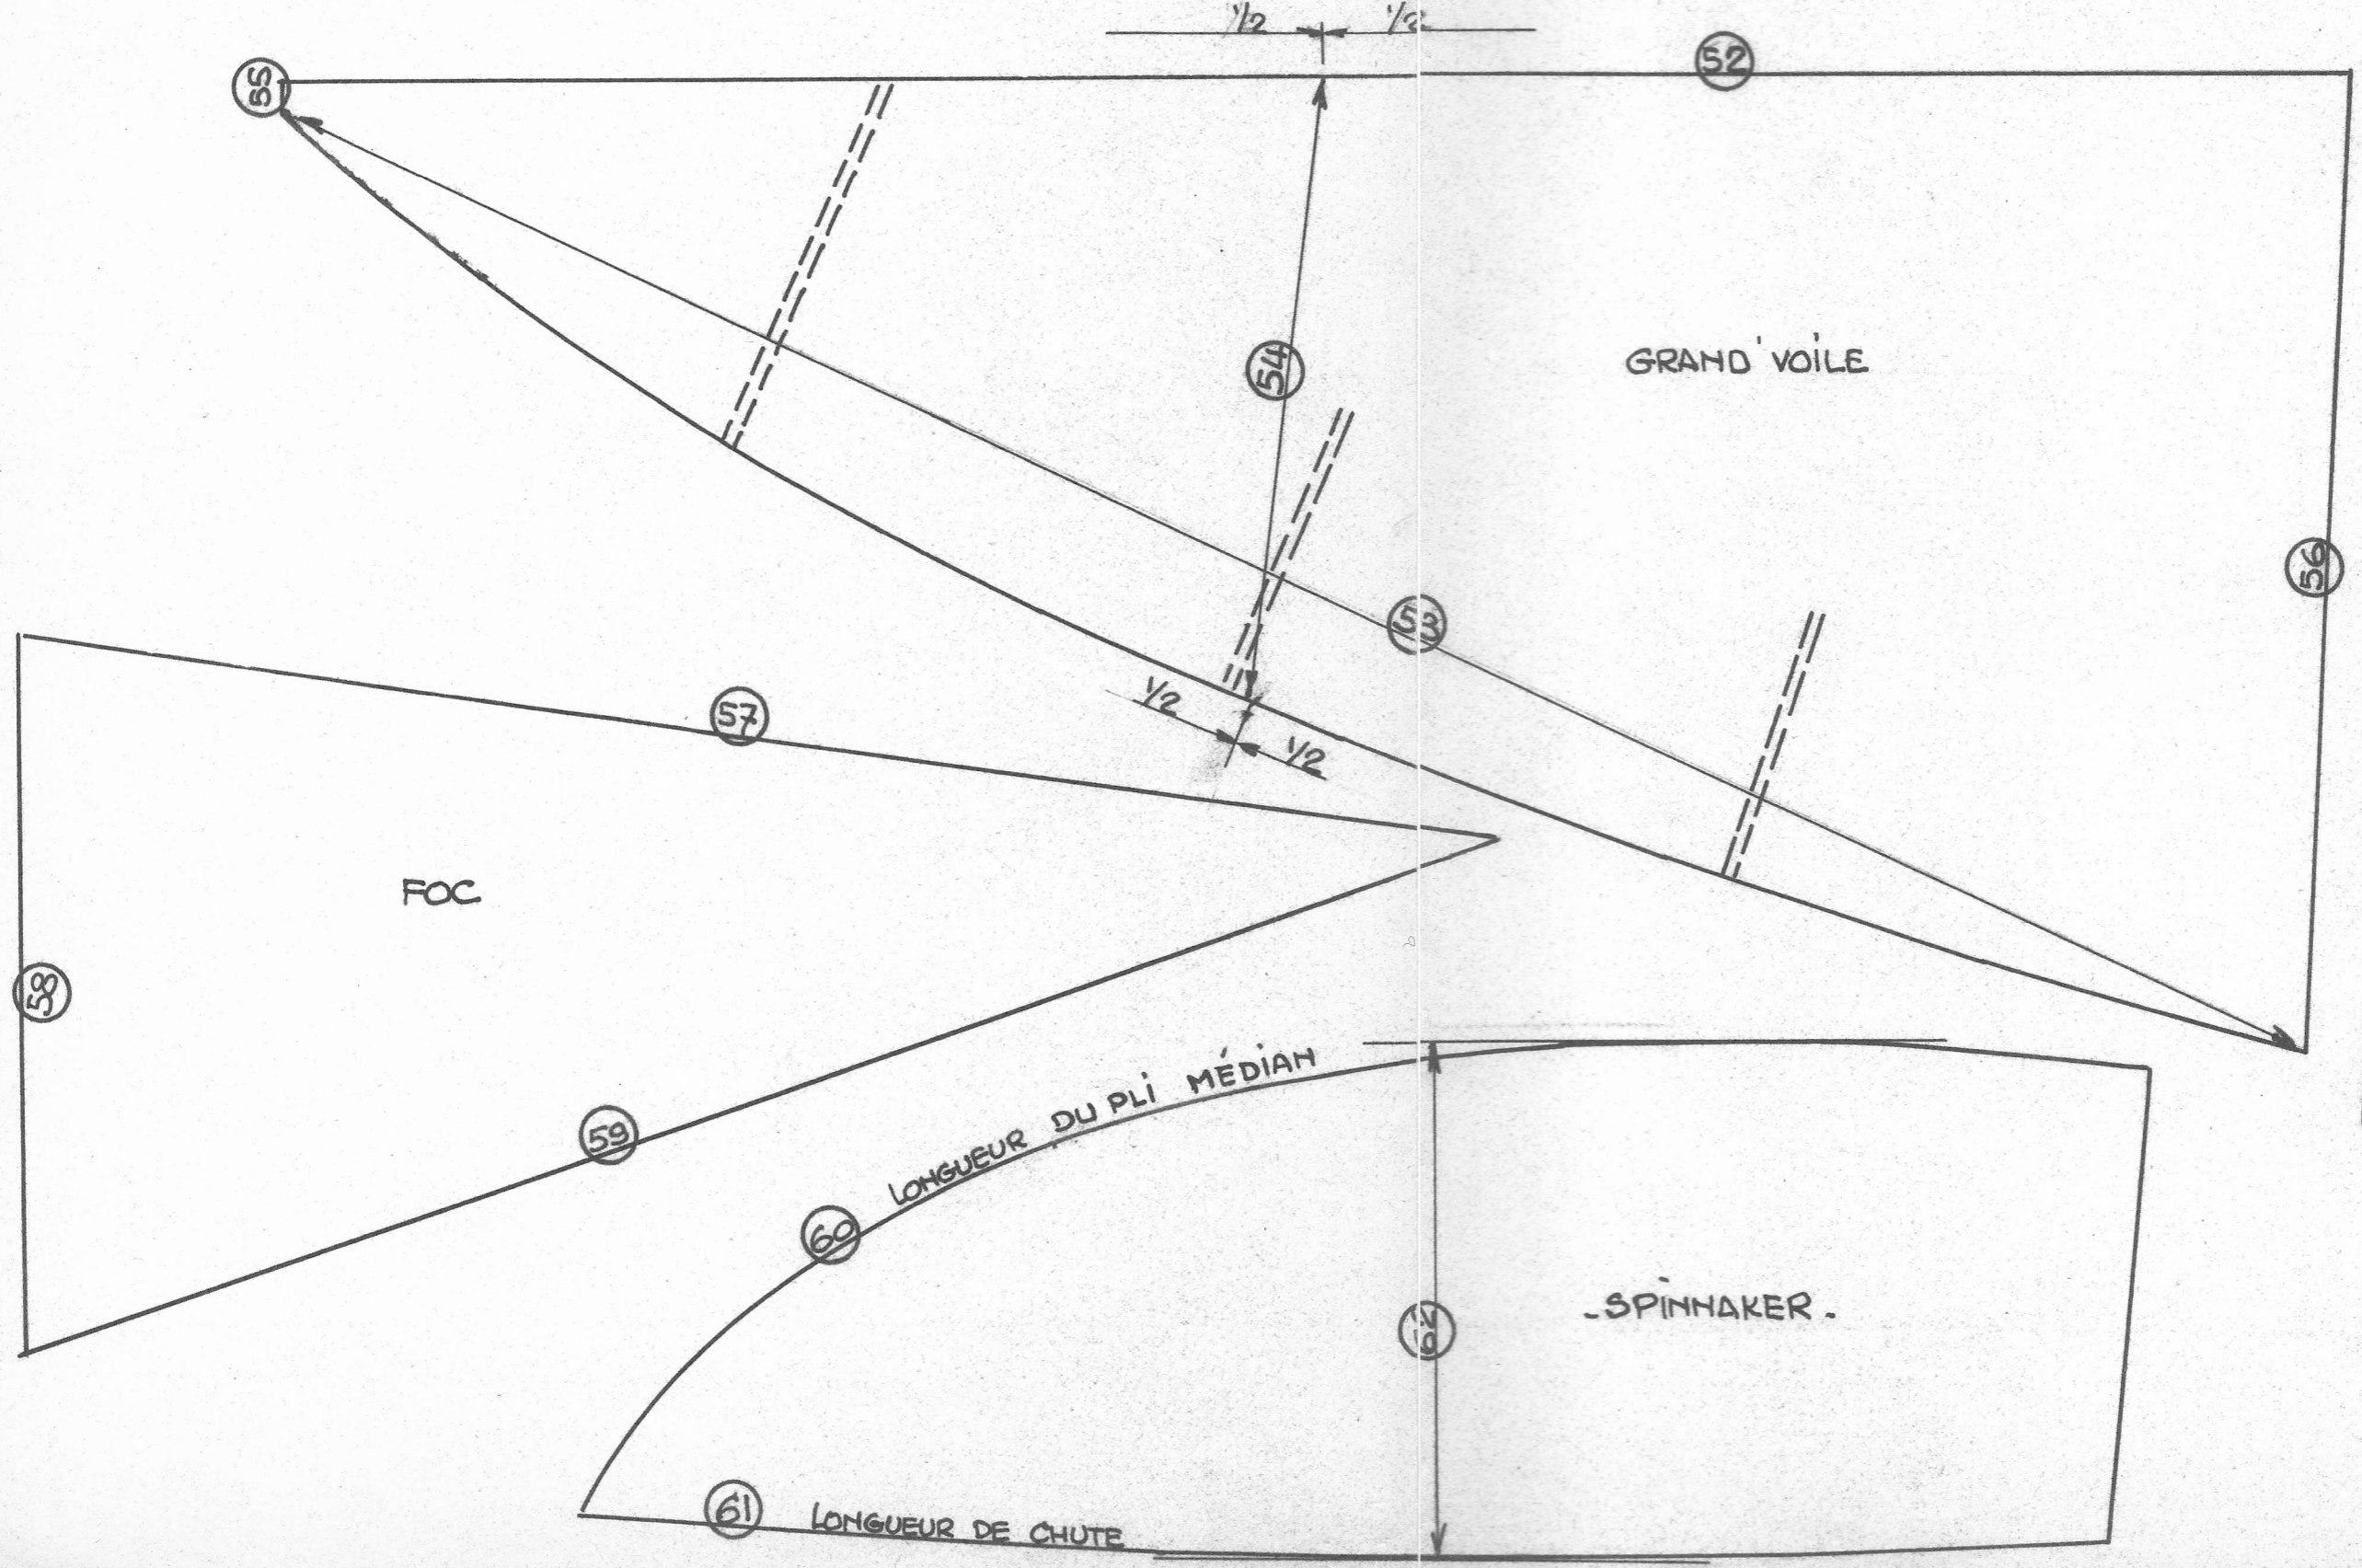 1/2 1/2
52
55
GRAND'VOILE
54
56
53
1/2
1/2
57
FOC
58
59
LONGUEUR DU PLI MÉDIAN
60
62
-SPINNAKER-
61 LONGUEUR DE CHUTE